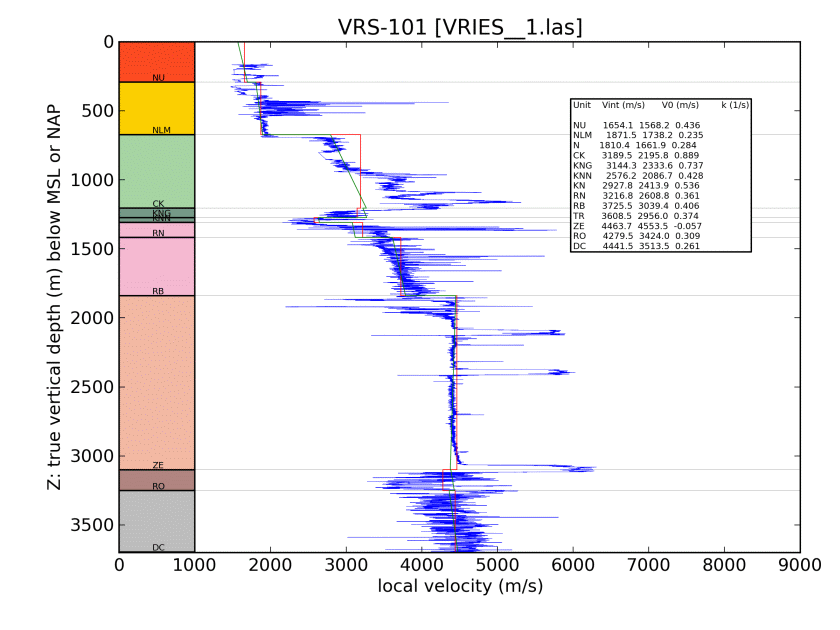 VRS-101 [VRIES__1.las]
Z: true vertical depth (m) below MSL or NAP
0
500
1000
1500
2000
2500
3000
3500
NU
NLM
CK
KNG
KNN
RN
RB
ZE
RO
DC
Unit Vint (m/s) V0 (m/s) k (1/s)
NU 1654.1 1568.2 0.436
NLM 1871.5 1738.2 0.235
N 1810.4 1661.9 0.284
CK 3189.5 2195.8 0.889
KNG 3144.3 2333.6 0.737
KNN 2576.2 2086.7 0.428
KN 2927.8 2413.9 0.536
RN 3216.8 2608.8 0.361
RB 3725.5 3039.4 0.406
TR 3608.5 2956.0 0.374
ZE 4463.7 4553.5 -0.057
RO 4279.5 3424.0 0.309
DC 4441.5 3513.5 0.261
0 1000 2000 3000 4000 5000 6000 7000 8000 9000
local velocity (m/s)